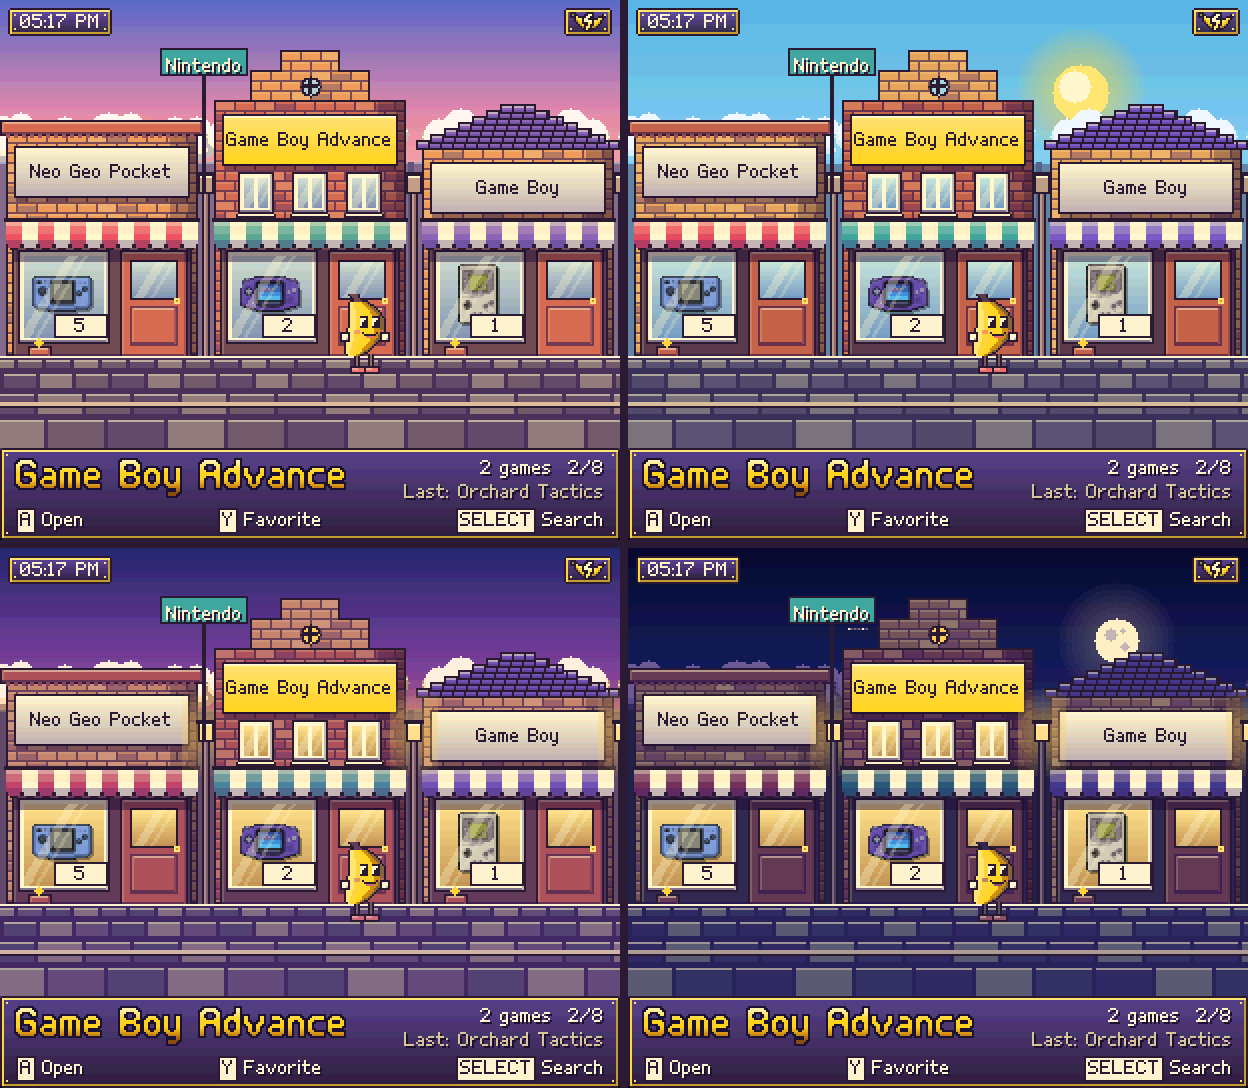 05:17 PM
Nintendo
Neo Geo Pocket
Game Boy Advance
Game Boy
5
2
1
Game Boy Advance
2 games 2/8
Last: Orchard Tactics
A Open
Y Favorite
SELECT Search
05:17 PM
Nintendo
Neo Geo Pocket
Game Boy Advance
Game Boy
5
2
1
Game Boy Advance
2 games 2/8
Last: Orchard Tactics
A Open
Y Favorite
SELECT Search
05:17 PM
Nintendo
Neo Geo Pocket
Game Boy Advance
Game Boy
5
2
1
Game Boy Advance
2 games 2/8
Last: Orchard Tactics
A Open
Y Favorite
SELECT Search
05:17 PM
Nintendo
Neo Geo Pocket
Game Boy Advance
Game Boy
5
2
1
Game Boy Advance
2 games 2/8
Last: Orchard Tactics
A Open
Y Favorite
SELECT Search